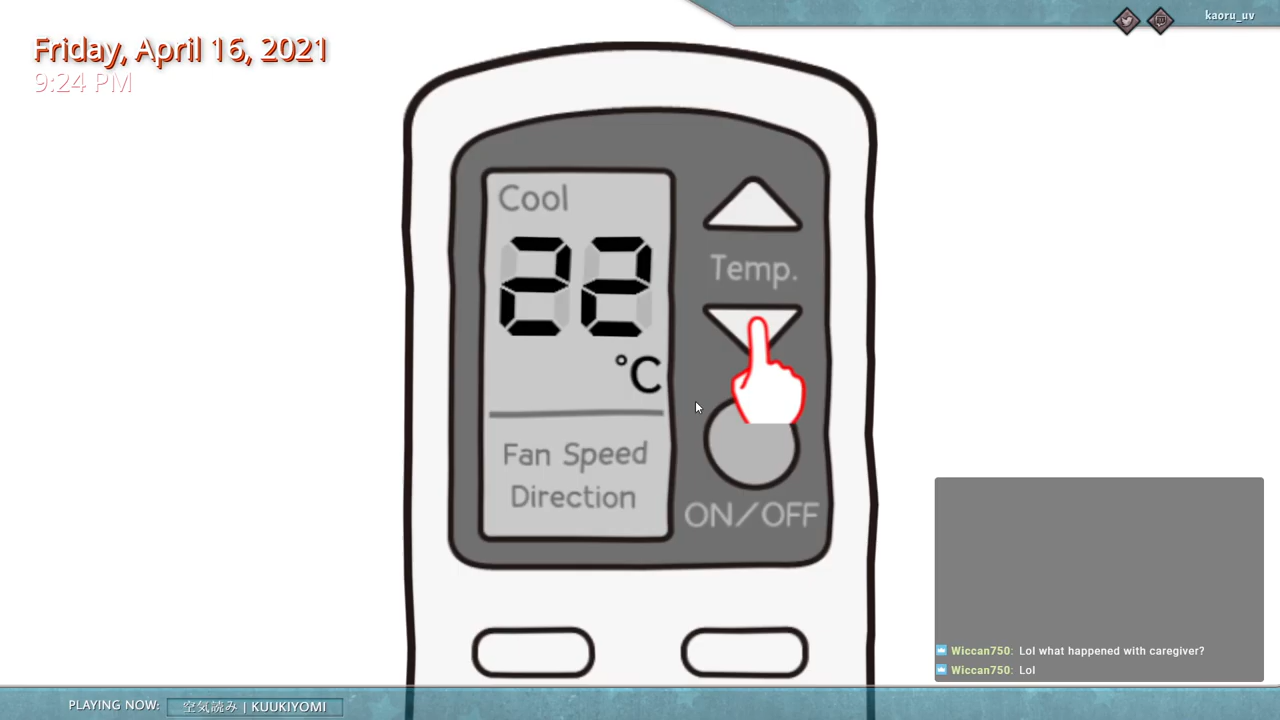 kaoru_uv
Friday, April 16, 2021
9:24 PM
Cool
22
°C
Temp.
Fan Speed
Direction
ON/OFF
Wiccan750: Lol what happened with caregiver?
Wiccan750: Lol
PLAYING NOW: 空気読み | KUUKIYOMI